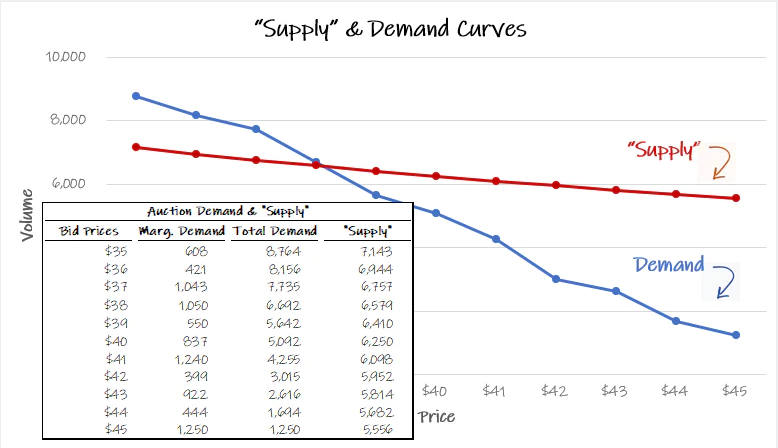 "Supply" & Demand Curves
10,000
8,000
6,000
Volume
"Supply"
Demand
Auction Demand & "Supply"
Bid Prices Marg. Demand Total Demand "Supply"
$35 608 8,764 7,143
$36 421 8,156 6,944
$37 1,043 7,735 6,757
$38 1,050 6,692 6,579
$39 550 5,642 6,410
$40 837 5,092 6,250
$41 1,240 4,255 6,098
$42 399 3,015 5,952
$43 922 2,616 5,814
$44 444 1,694 5,682
$45 1,250 1,250 5,556
$40 $41 $42 $43 $44 $45
Price